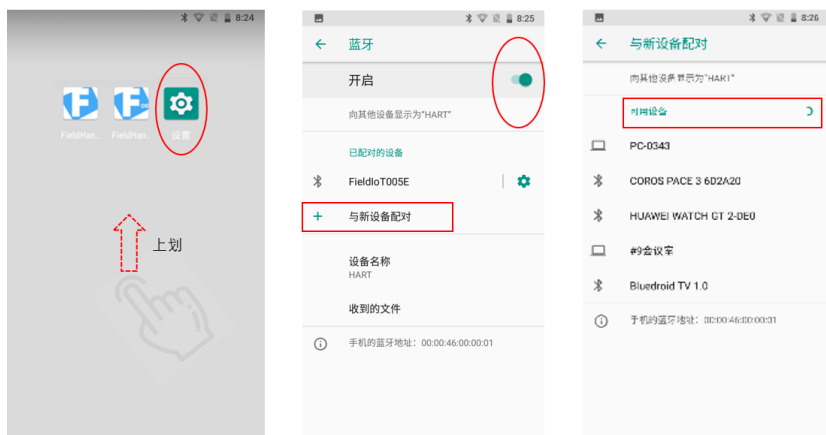 8:24
FieldHan..
FieldHan..
设置
上划
8:25
蓝牙
开启
向其他设备显示为"HART"
已配对的设备
FieldIoT005E
与新设备配对
设备名称
HART
收到的文件
手机的蓝牙地址：00:00:46:00:00:01
8:26
与新设备配对
向其他设备显示为"HART"
可用设备
PC-0343
COROS PACE 3 6D2A20
HUAWEI WATCH GT 2-DE0
#9会议室
Bluedroid TV 1.0
手机的蓝牙地址：00:00:46:00:00:01